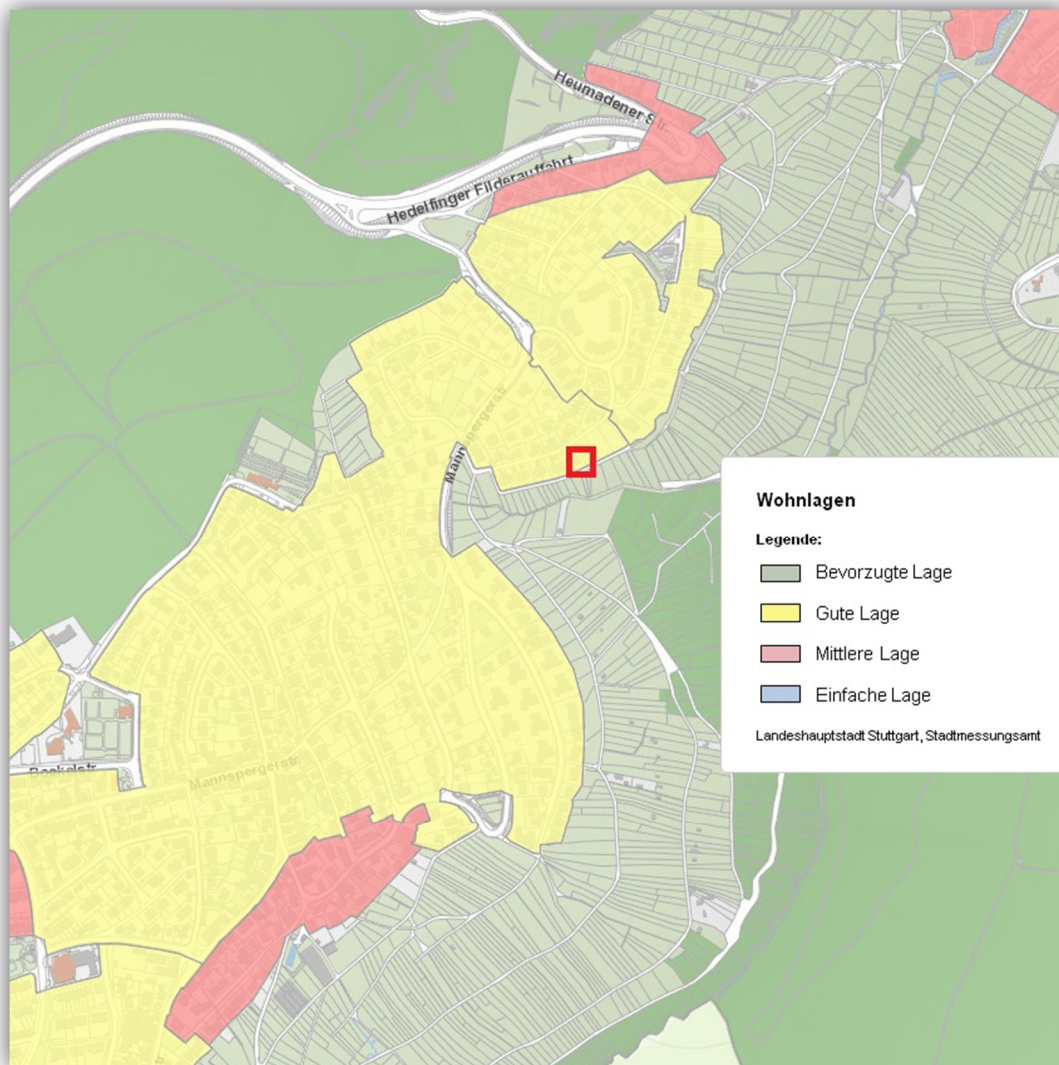 Heumadener Str.
Hedelfinger Filderauffahrt
Mannspergerstr.
Wohnlagen
Legende:
Bevorzugte Lage
Gute Lage
Mittlere Lage
Einfache Lage
Landeshauptstadt Stuttgart, Stadtmessungsamt
Mannspergerstr.